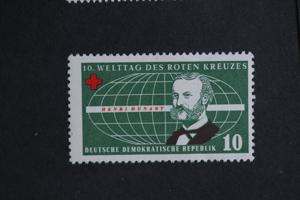 10. WELTTAG DES ROTEN KREUZES
HENRI DUNANT
10
DEUTSCHE DEMOKRATISCHE REPUBLIK